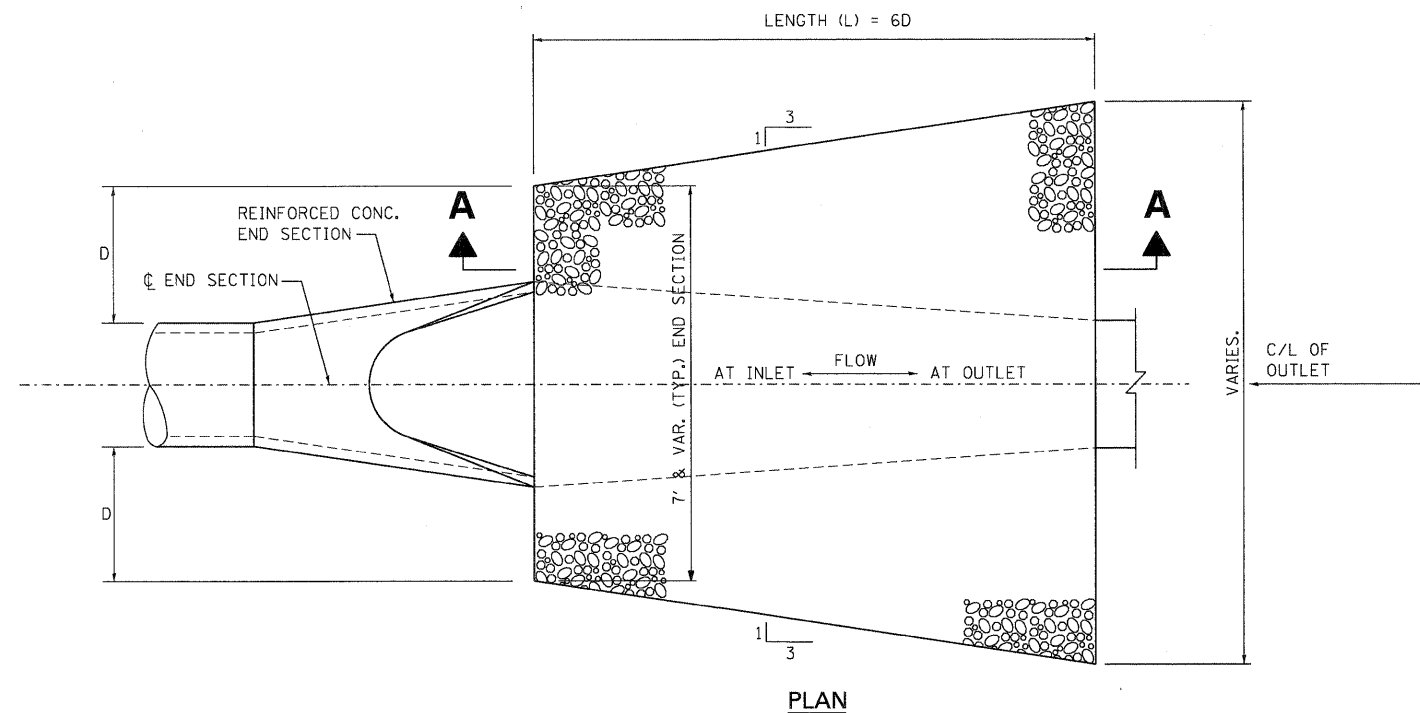 LENGTH (L) = 6D
3
1
A
A
REINFORCED CONC.
END SECTION
D
℄ END SECTION
7' & VAR. (TYP.) END SECTION
AT INLET
FLOW
AT OUTLET
VARIES.
C/L OF
OUTLET
D
1
3
PLAN